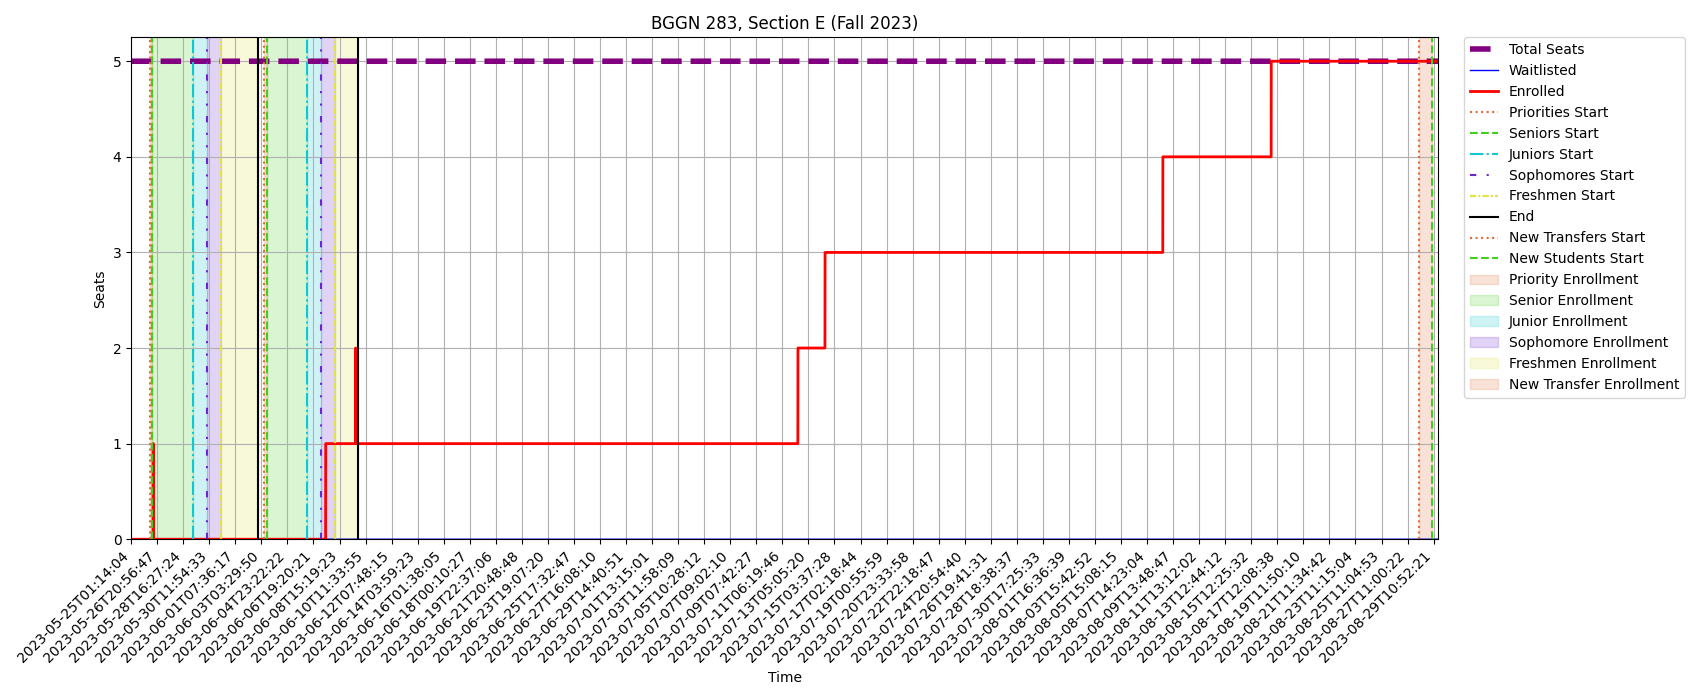 BGGN 283, Section E (Fall 2023)
Seats
5
4
3
2
1
0
2023-05-25T01:14:04
2023-05-26T20:56:47
2023-05-28T16:27:24
2023-05-30T11:54:33
2023-06-01T07:36:17
2023-06-03T03:29:50
2023-06-04T23:22:22
2023-06-06T19:20:21
2023-06-08T15:19:23
2023-06-10T11:33:55
2023-06-12T07:48:15
2023-06-14T03:59:23
2023-06-16T01:38:05
2023-06-18T00:10:27
2023-06-19T22:37:06
2023-06-21T20:48:48
2023-06-23T19:07:20
2023-06-25T17:32:47
2023-06-27T16:08:10
2023-06-29T14:40:51
2023-07-01T13:15:01
2023-07-03T11:58:09
2023-07-05T10:28:12
2023-07-07T09:02:10
2023-07-09T07:42:27
2023-07-11T06:19:46
2023-07-13T05:05:20
2023-07-15T03:37:28
2023-07-17T02:18:44
2023-07-19T00:55:59
2023-07-20T23:33:58
2023-07-22T22:18:47
2023-07-24T20:54:40
2023-07-26T19:41:31
2023-07-28T18:38:37
2023-07-30T17:25:33
2023-08-01T16:36:39
2023-08-03T15:42:52
2023-08-05T15:08:15
2023-08-07T14:23:04
2023-08-09T13:48:47
2023-08-11T13:12:02
2023-08-13T12:44:12
2023-08-15T12:25:32
2023-08-17T12:08:38
2023-08-19T11:50:10
2023-08-21T11:34:42
2023-08-23T11:15:04
2023-08-25T11:04:53
2023-08-27T11:00:22
2023-08-29T10:52:21
Time
Total Seats
Waitlisted
Enrolled
Priorities Start
Seniors Start
Juniors Start
Sophomores Start
Freshmen Start
End
New Transfers Start
New Students Start
Priority Enrollment
Senior Enrollment
Junior Enrollment
Sophomore Enrollment
Freshmen Enrollment
New Transfer Enrollment